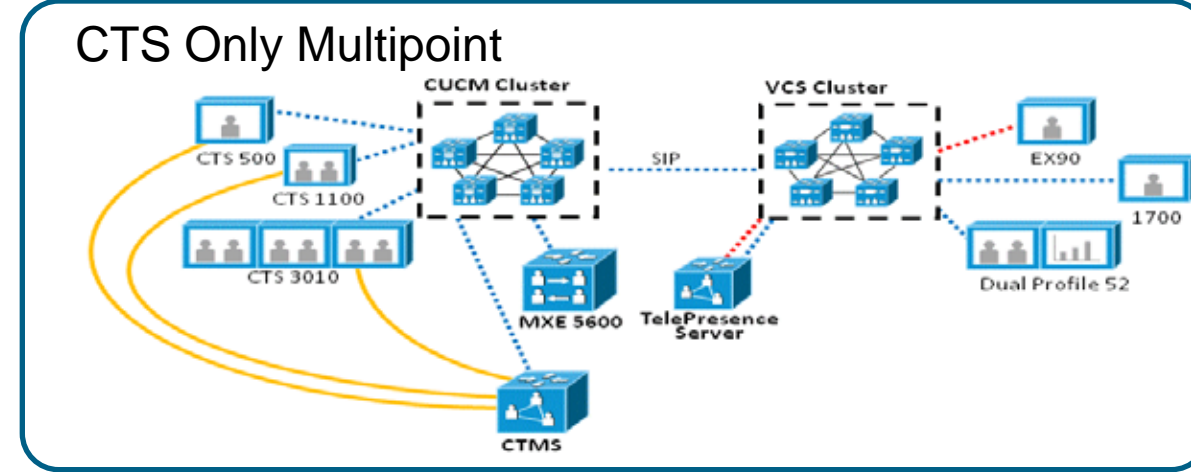 CTS Only Multipoint
CUCM Cluster
VCS Cluster
CTS 500
SIP
EX90
CTS 1100
1700
CTS 3010
Dual Profile 52
MXE 5600
TelePresence
Server
CTMS